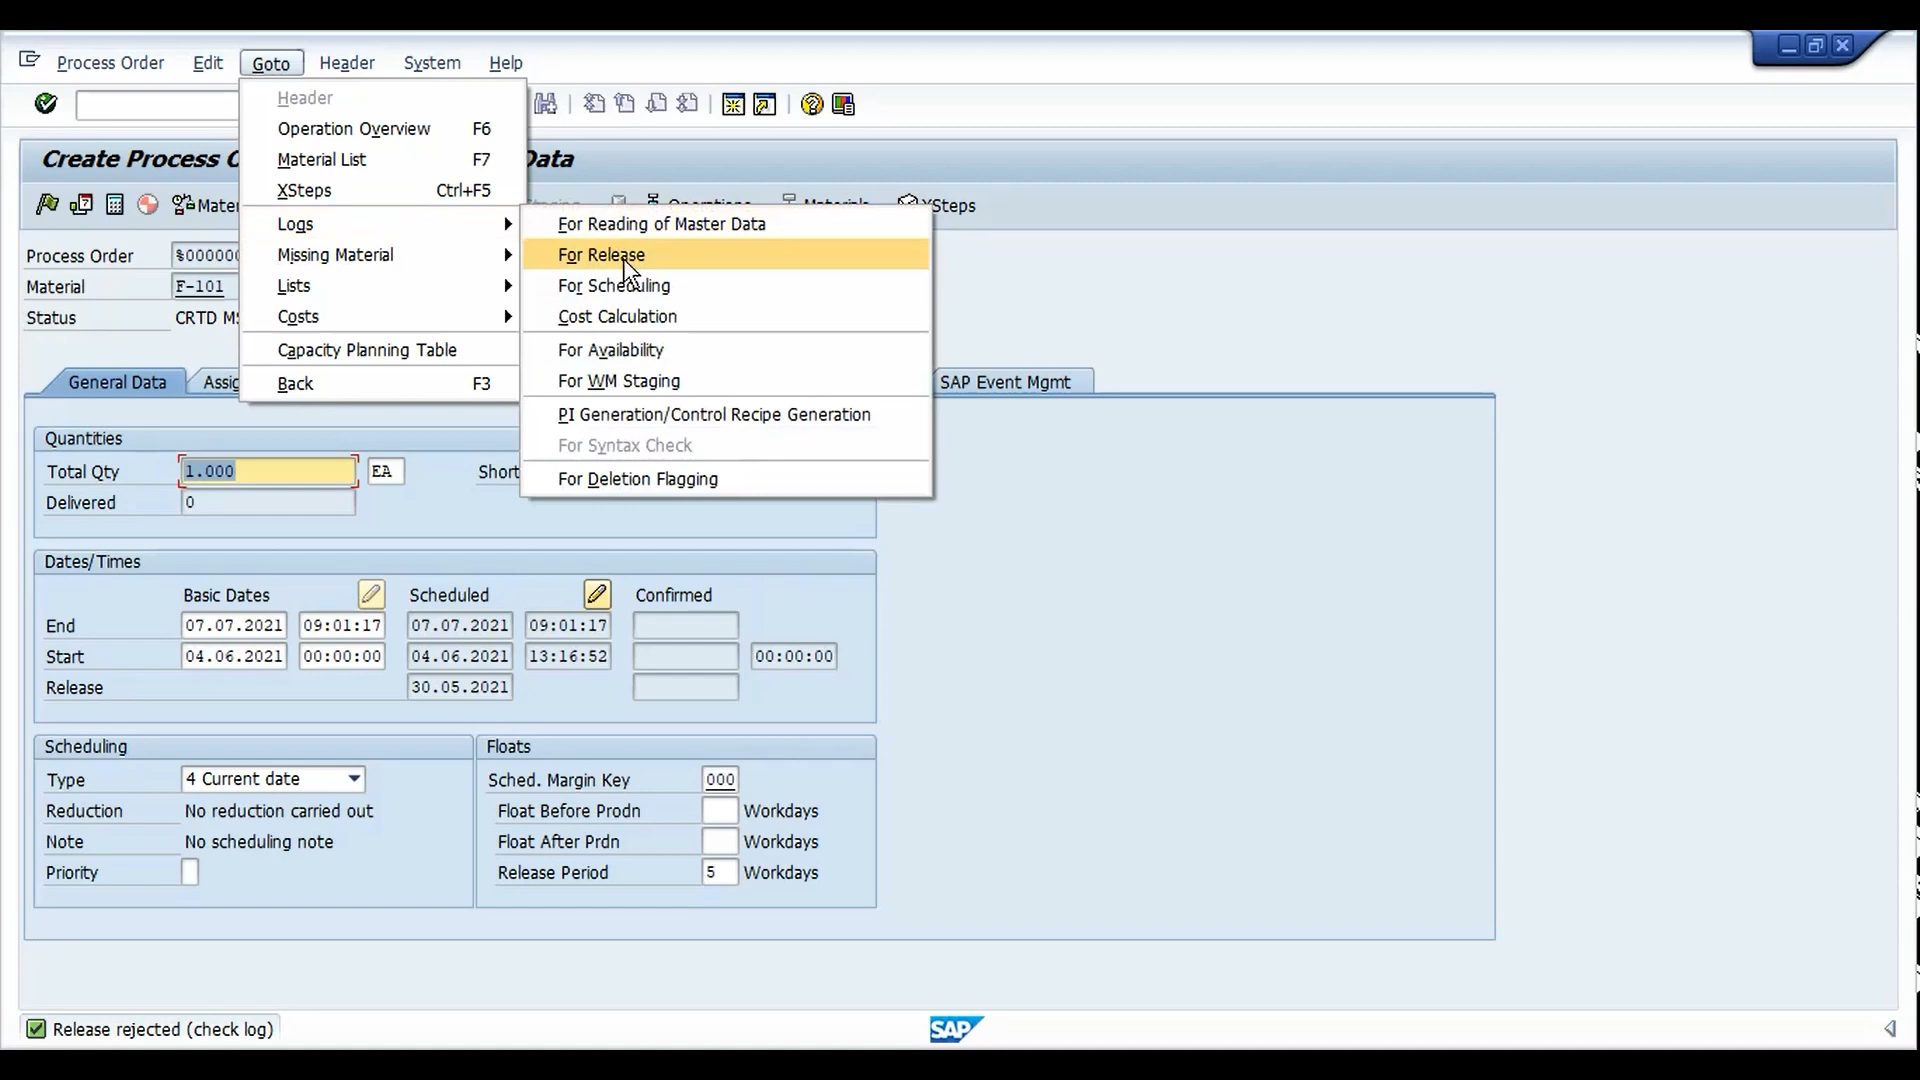 Process Order Edit Goto Header System Help
Header
Operation Overview F6
Material List F7
XSteps Ctrl+F5
Logs
Missing Material
Lists
Costs
Capacity Planning Table
Back F3
For Reading of Master Data
For Release
For Scheduling
Cost Calculation
For Availability
For WM Staging
PI Generation/Control Recipe Generation
For Syntax Check
For Deletion Flagging
Create Process O Data
Mater Operations Materials XSteps
Process Order %000000
Material F-101
Status CRTD MS
General Data Assig SAP Event Mgmt
Quantities
Total Qty 1.000 EA Short
Delivered 0
Dates/Times
Basic Dates Scheduled Confirmed
End 07.07.2021 09:01:17 07.07.2021 09:01:17
Start 04.06.2021 00:00:00 04.06.2021 13:16:52 00:00:00
Release 30.05.2021
Scheduling
Type 4 Current date
Reduction No reduction carried out
Note No scheduling note
Priority
Floats
Sched. Margin Key 000
Float Before Prodn Workdays
Float After Prdn Workdays
Release Period 5 Workdays
Release rejected (check log)
SAP